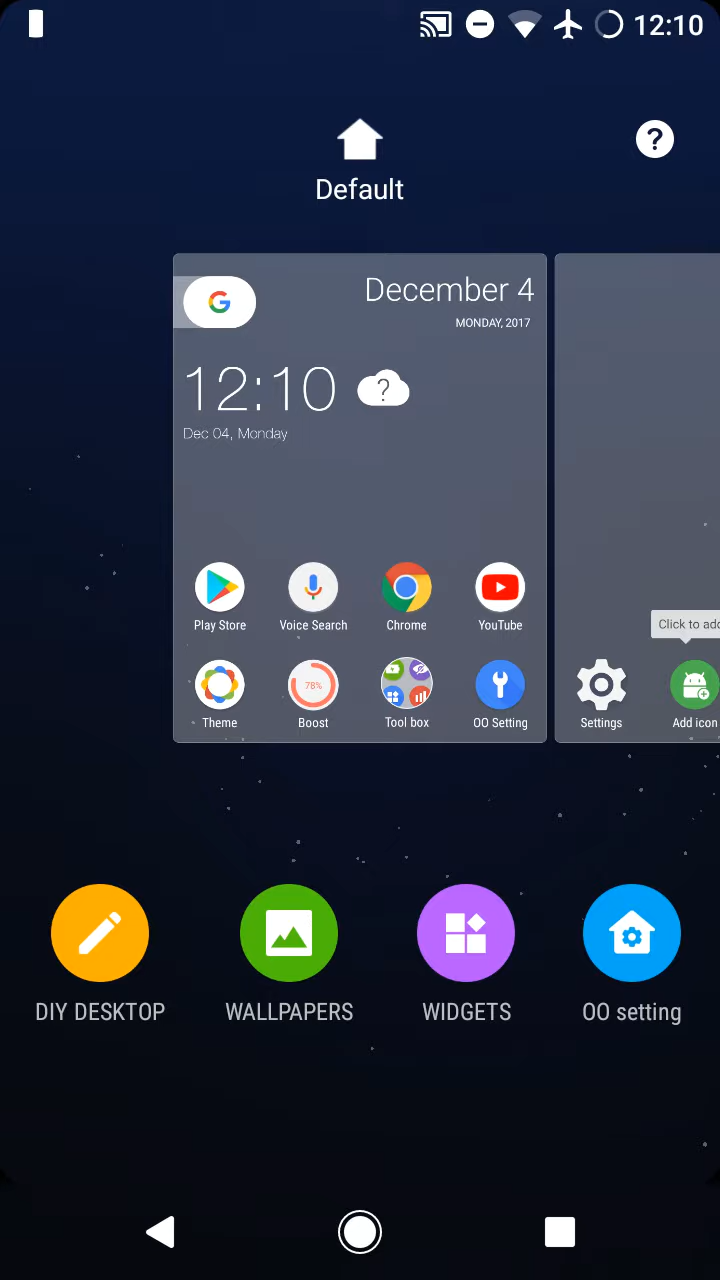 12:10
?
Default
December 4
MONDAY, 2017
12:10
?
Dec 04, Monday
Play Store
Voice Search
Chrome
YouTube
Click to add
78%
Theme
Boost
Tool box
OO Setting
Settings
Add icon
DIY DESKTOP
WALLPAPERS
WIDGETS
OO setting